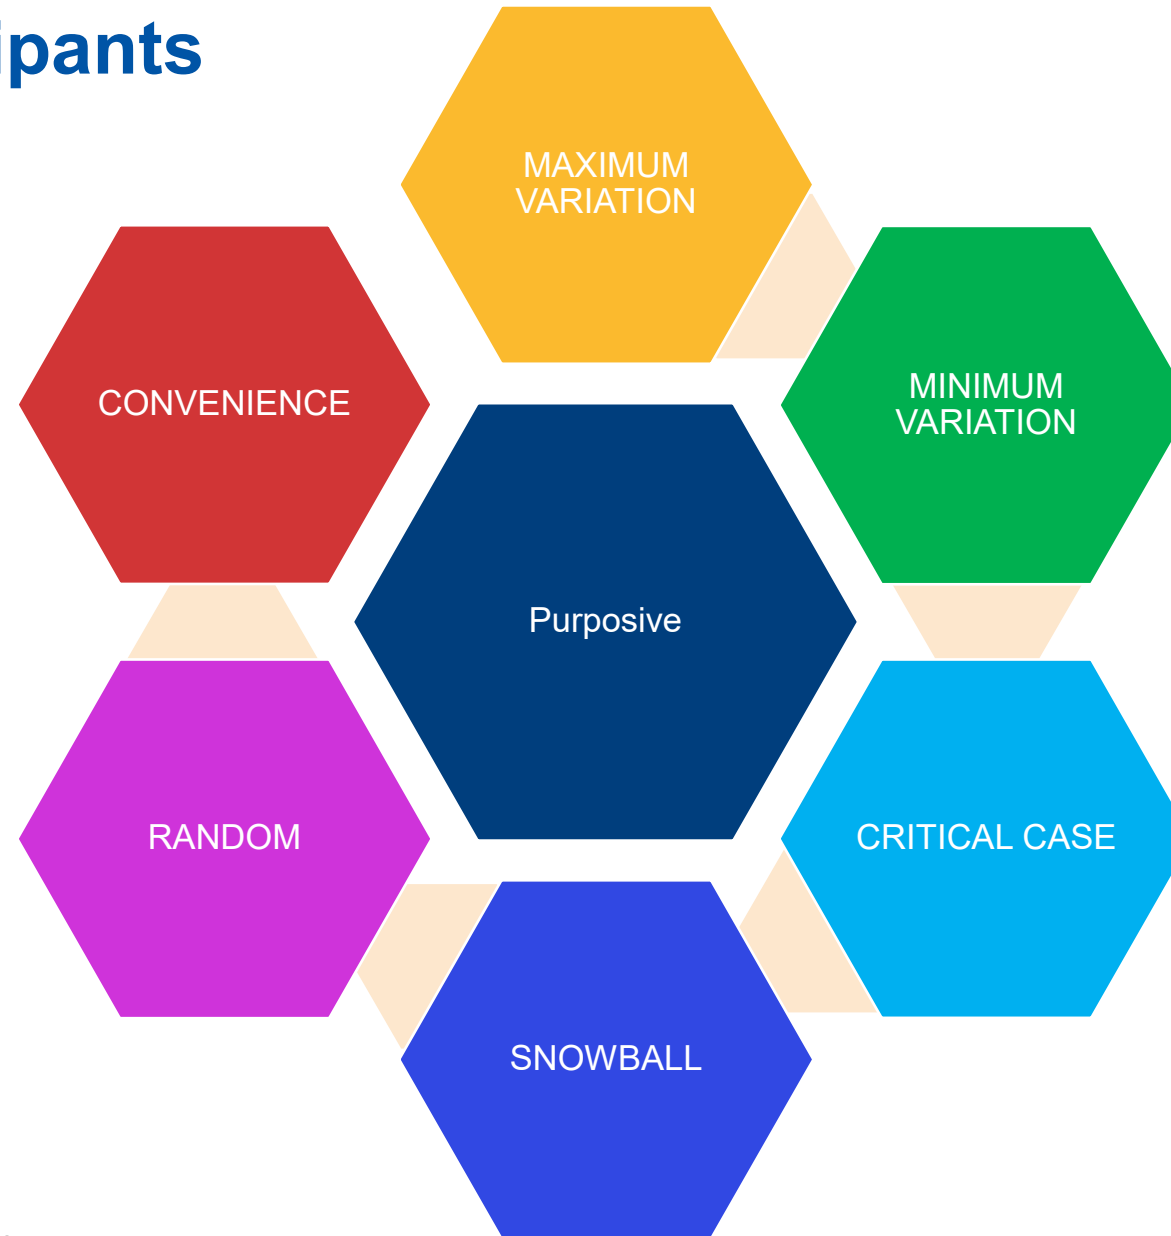 ipants
MAXIMUM
VARIATION
CONVENIENCE
MINIMUM
VARIATION
Purposive
RANDOM
CRITICAL CASE
SNOWBALL